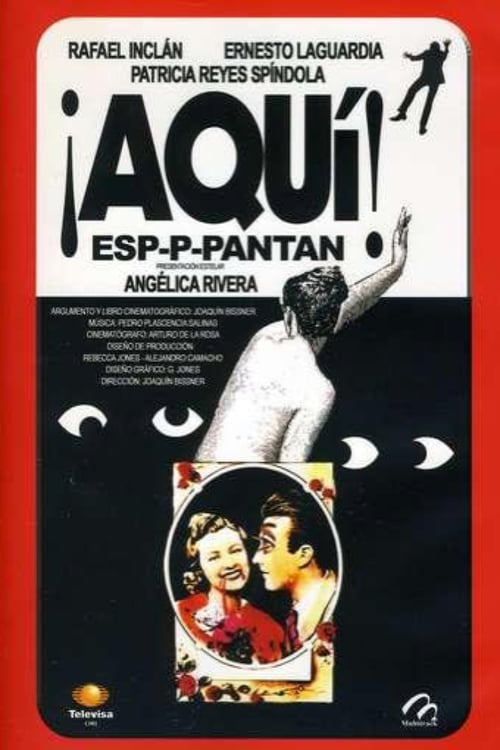 RAFAEL INCLÁN ERNESTO LAGUARDIA
PATRICIA REYES SPÍNDOLA
¡AQUÍ!
ESP-P-PANTAN
PRESENTACIÓN ESTELAR
ANGÉLICA RIVERA
ARGUMENTO Y LIBRO CINEMATOGRÁFICO: JOAQUÍN BISSNER
MÚSICA: PEDRO PLASCENCIA SALINAS
CINEMATÓGRAFO: ARTURO DE LA ROSA
DISEÑO DE PRODUCCIÓN
REBECCA JONES - ALEJANDRO CAMACHO
DISEÑO GRÁFICO: G. JONES
DIRECCIÓN: JOAQUÍN BISSNER
Televisa
CINE